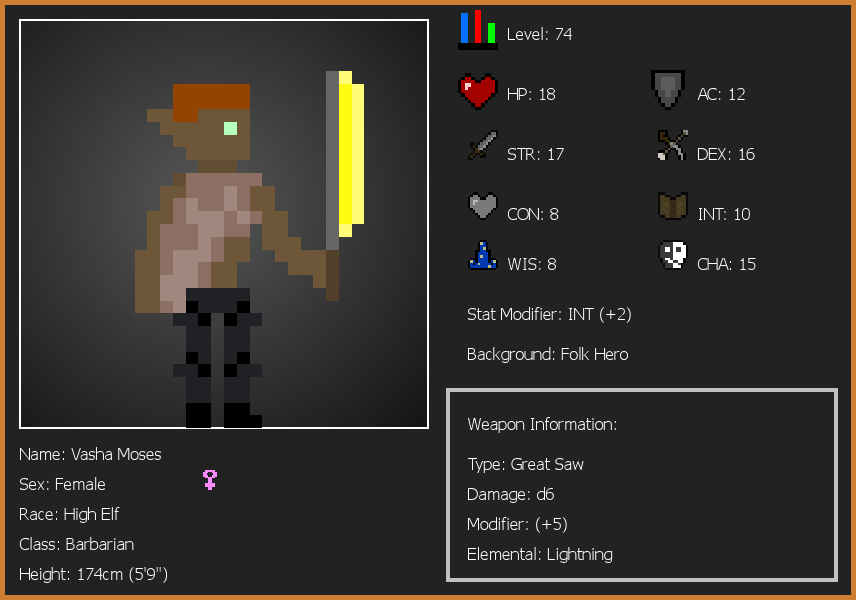 Level: 74
HP: 18
AC: 12
STR: 17
DEX: 16
CON: 8
INT: 10
WIS: 8
CHA: 15
Stat Modifier: INT (+2)
Background: Folk Hero
Weapon Information:
Type: Great Saw
Damage: d6
Modifier: (+5)
Elemental: Lightning
Name: Vasha Moses
Sex: Female
Race: High Elf
Class: Barbarian
Height: 174cm (5'9")